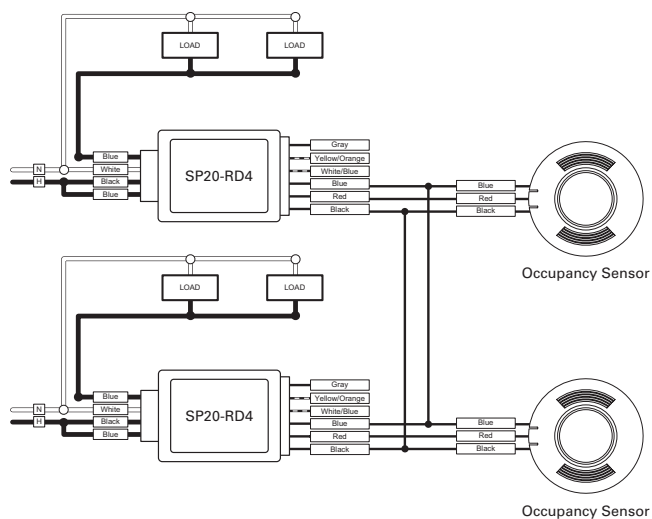 LOAD LOAD
Blue
N White
H Black
Blue
SP20-RD4
Gray
Yellow/Orange
White/Blue
Blue Blue
Red Red
Black Black
Occupancy Sensor
LOAD LOAD
Blue
N White
H Black
Blue
SP20-RD4
Gray
Yellow/Orange
White/Blue
Blue Blue
Red Red
Black Black
Occupancy Sensor